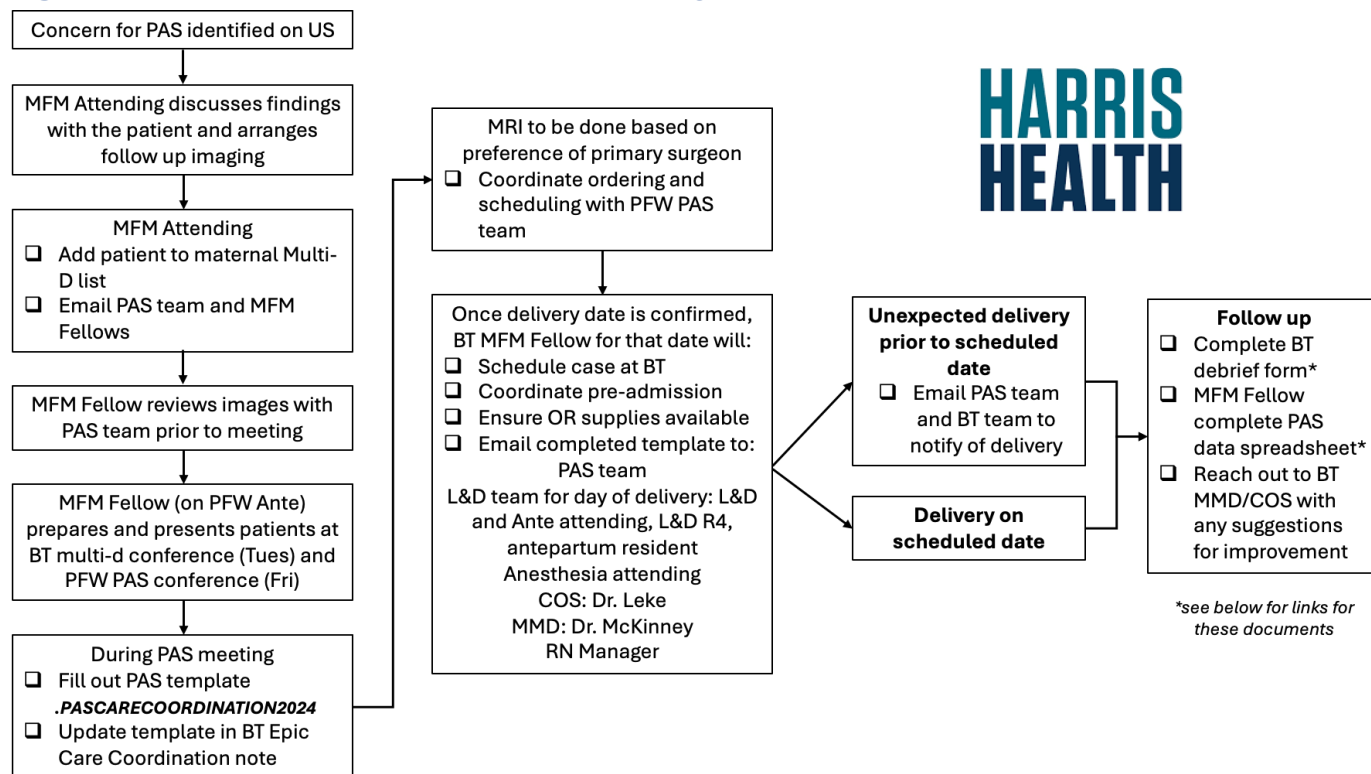 Concern for PAS identified on US
MFM Attending discusses findings
with the patient and arranges
follow up imaging
MFM Attending
❑ Add patient to maternal Multi-
D list
❑ Email PAS team and MFM
Fellows
MFM Fellow reviews images with
PAS team prior to meeting
MFM Fellow (on PFW Ante)
prepares and presents patients at
BT multi-d conference (Tues) and
PFW PAS conference (Fri)
During PAS meeting
❑ Fill out PAS template
.PASCARECOORDINATION2024
❑ Update template in BT Epic
Care Coordination note
MRI to be done based on
preference of primary surgeon
❑ Coordinate ordering and
scheduling with PFW PAS
team
Once delivery date is confirmed,
BT MFM Fellow for that date will:
❑ Schedule case at BT
❑ Coordinate pre-admission
❑ Ensure OR supplies available
❑ Email completed template to:
PAS team
L&D team for day of delivery: L&D
and Ante attending, L&D R4,
antepartum resident
Anesthesia attending
COS: Dr. Leke
MMD: Dr. McKinney
RN Manager
Unexpected delivery
prior to scheduled
date
❑ Email PAS team
and BT team to
notify of delivery
Delivery on
scheduled date
HARRIS
HEALTH
Follow up
❑ Complete BT
debrief form*
❑ MFM Fellow
complete PAS
data spreadsheet*
❑ Reach out to BT
MMD/COS with
any suggestions
for improvement
*see below for links for
these documents